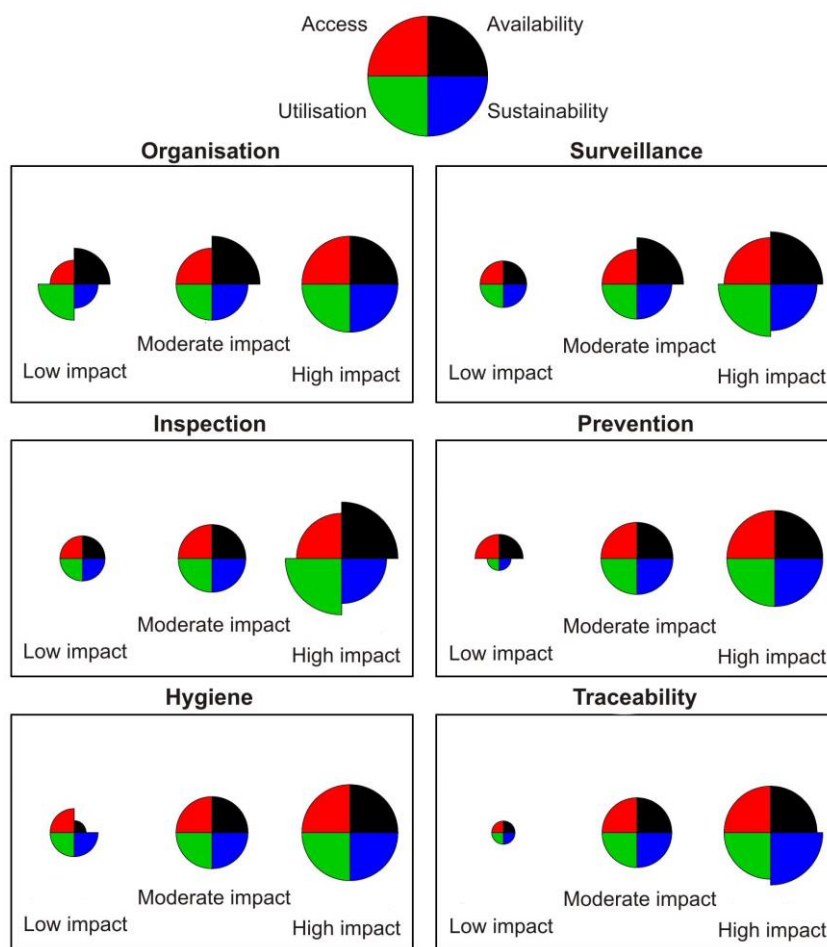 Access Availability
Utilisation Sustainability
Organisation
Low impact
Moderate impact
High impact
Surveillance
Low impact
Moderate impact
High impact
Inspection
Low impact
Moderate impact
High impact
Prevention
Low impact
Moderate impact
High impact
Hygiene
Low impact
Moderate impact
High impact
Traceability
Low impact
Moderate impact
High impact